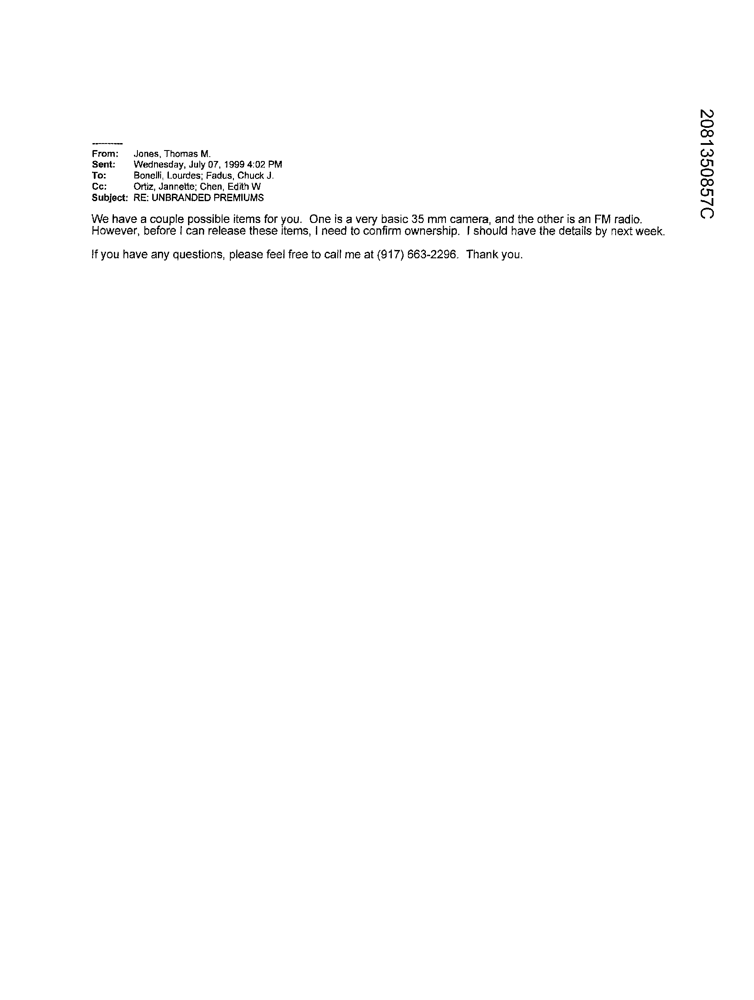 ----------
From: Jones, Thomas M.
Sent: Wednesday, July 07, 1999 4:02 PM
To: Bonelli, Lourdes; Fadus, Chuck J.
Cc: Ortiz, Jannette; Chen, Edith W
Subject: RE: UNBRANDED PREMIUMS
We have a couple possible items for you. One is a very basic 35 mm camera, and the other is an FM radio.
However, before I can release these items, I need to confirm ownership. I should have the details by next week.
If you have any questions, please feel free to call me at (917) 663-2296. Thank you.
2081350857C